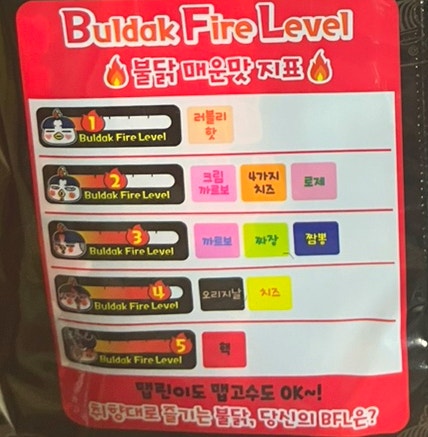 Buldak Fire Level
불닭 매운맛 지표
1
Buldak Fire Level
러블리
핫
2
Buldak Fire Level
크림
까르보
4가지
치즈
로제
3
Buldak Fire Level
까르보
짜장
짬뽕
4
Buldak Fire Level
오리지날
치즈
5
Buldak Fire Level
핵
맵린이도 맵고수도 OK~!
취향대로 즐기는 불닭, 당신의 BFL은?